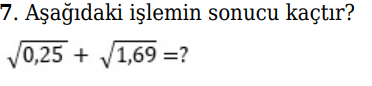 7. Aşağıdaki işlemin sonucu kaçtır?
√0,25 + √1,69 =?